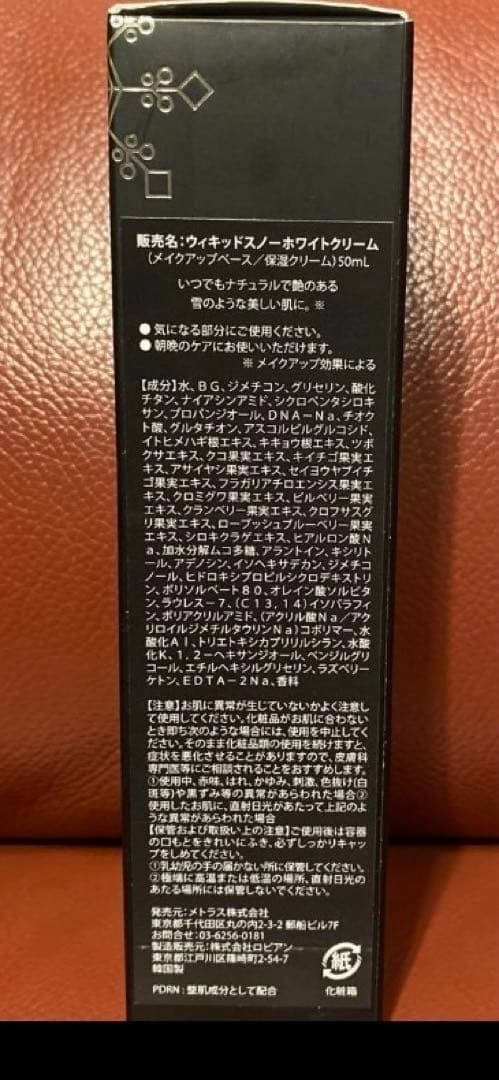 販売名:ウィキッドスノーホワイトクリーム
(メイクアップベース/保湿クリーム)50mL
いつでもナチュラルで艶のある
雪のような美しい肌に。※
● 気になる部分にご使用ください。
● 朝晩のケアにお使いいただけます。
※ メイクアップ効果による
【成分】水、BG、ジメチコン、グリセリン、酸化
チタン、ナイアシンアミド、シクロペンタシロキ
サン、プロパンジオール、DNA-Na、チオク
ト酸、グルタチオン、アスコルビルグルコシド、
イトヒメハギ根エキス、キキョウ根エキス、ツボ
クサエキス、クコ果実エキス、キイチゴ果実エキ
ス、アサイヤシ果実エキス、セイヨウヤブイチ
ゴ果実エキス、フラガリアチロエンシス果実エキ
ス、クロミグワ果実エキス、ビルベリー果実エ
キス、クランベリー果実エキス、クロフサスグ
リ果実エキス、ローブッシュブルーベリー果実
エキス、シロキクラゲエキス、ヒアルロン酸N
a、加水分解ムコ多糖、アラントイン、キシリト
ール、アデノシン、イソヘキサデカン、ジメチコ
ノール、ヒドロキシプロピルシクロデキストリ
ン、ポリソルベート80、オレイン酸ソルビタ
ン、ラウレス-7、(C13,14)イソパラフィ
ン、ポリアクリルアミド、(アクリル酸Na/アク
リロイルジメチルタウリンNa)コポリマー、水
酸化Al、トリエトキシカプリリルシラン、水酸
化K、1,2-ヘキサンジオール、ペンチレングリ
コール、エチルヘキシルグリセリン、ラズベリー
ケトン、EDTA-2Na、香料
【注意】お肌に異常が生じていないかよく注意し
て使用してください。化粧品がお肌に合わない
とき即ち次のような場合には、使用を中止してく
ださい。そのまま化粧品類の使用を続けますと、
症状を悪化させることがありますので、皮膚科
専門医等にご相談されることをおすすめします。
①使用中、赤味、はれ、かゆみ、刺激、色抜け(白
斑等)や黒ずみ等の異常があらわれた場合②
使用したお肌に、直射日光があたって上記のよ
うな異常があらわれた場合
【保管および取扱い上の注意】ご使用後は容器
の口もとをきれいにふき、必ずしっかりキャッ
プをしめてください。
①乳幼児の手の届かない所に保管してください。
②極端に高温または低温の場所、直射日光の
あたる場所には保管しないでください。
発売元:メトラス株式会社
東京都千代田区丸の内2-3-2 郵船ビル7F
お問合せ:03-6256-0181
製造販売元:株式会社ロビアン
東京都江戸川区篠崎町2-54-7
韓国製
紙
PDRN:整肌成分として配合
化粧箱